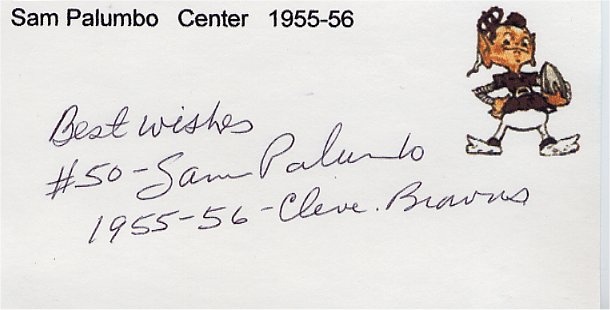 Sam Palumbo Center 1955-56
Best wishes
#50-Sam Palumbo
1955-56-Cleve. Browns